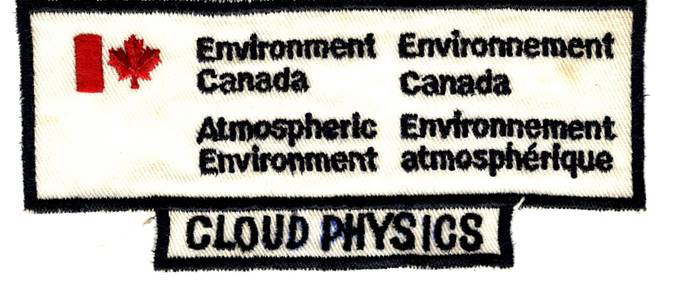 Environment Environnement
Canada Canada
Atmospheric Environnement
Environment atmosphérique
CLOUD PHYSICS